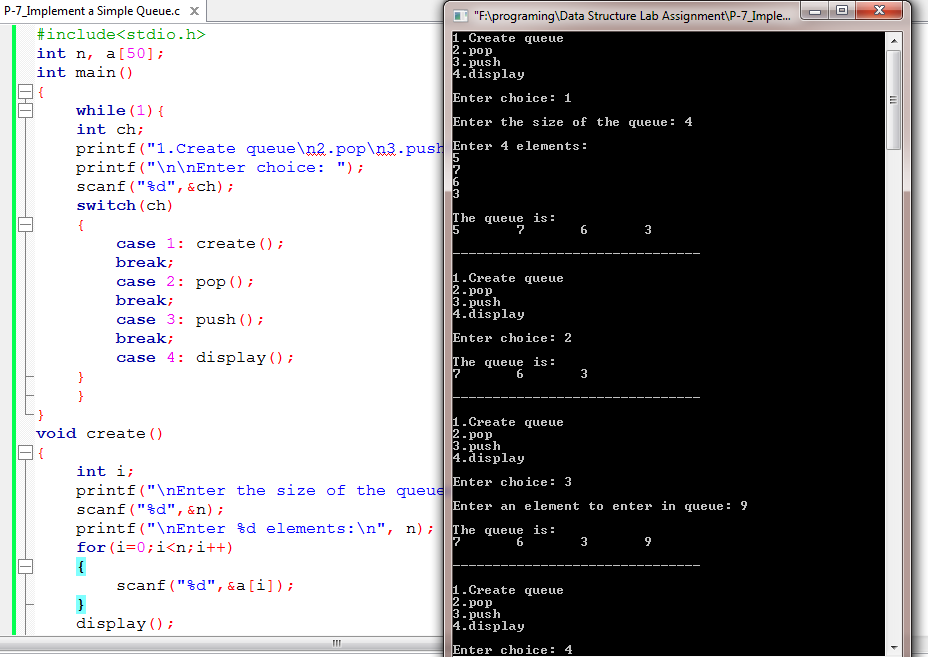 P-7_Implement a Simple Queue.c
#include<stdio.h>
int n, a[50];
int main()
{
while(1){
int ch;
printf("1.Create queue\n2.pop\n3.push
printf("\n\nEnter choice: ");
scanf("%d",&ch);
switch(ch)
{
case 1: create();
break;
case 2: pop();
break;
case 3: push();
break;
case 4: display();
}
}
}
void create()
{
int i;
printf("\nEnter the size of the queue
scanf("%d",&n);
printf("\nEnter %d elements:\n", n);
for(i=0;i<n;i++)
{
scanf("%d",&a[i]);
}
display();
"F:\programing\Data Structure Lab Assignment\P-7_Imple...
1.Create queue
2.pop
3.push
4.display
Enter choice: 1
Enter the size of the queue: 4
Enter 4 elements:
5
7
6
3
The queue is:
5 7 6 3
-------------------------------
1.Create queue
2.pop
3.push
4.display
Enter choice: 2
The queue is:
7 6 3
-------------------------------
1.Create queue
2.pop
3.push
4.display
Enter choice: 3
Enter an element to enter in queue: 9
The queue is:
7 6 3 9
-------------------------------
1.Create queue
2.pop
3.push
4.display
Enter choice: 4